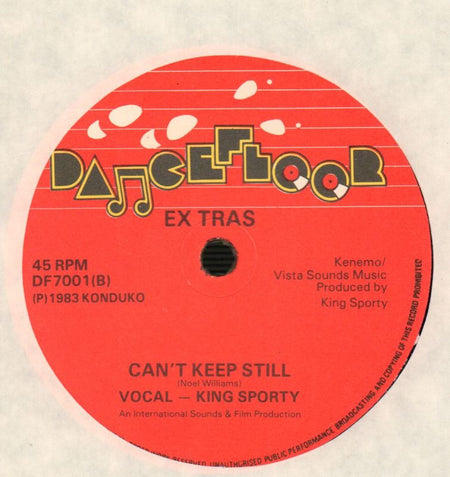 DANCEFLOOR
EX TRAS
45 RPM
DF7001(B)
(P)1983 KONDUKO
Kenemo/
Vista Sounds Music
Produced by
King Sporty
CAN'T KEEP STILL
(Noel Williams)
VOCAL — KING SPORTY
An International Sounds & Film Production
UNAUTHORISED PUBLIC PERFORMANCE BROADCASTING AND COPYING OF THIS RECORD PROHIBITED